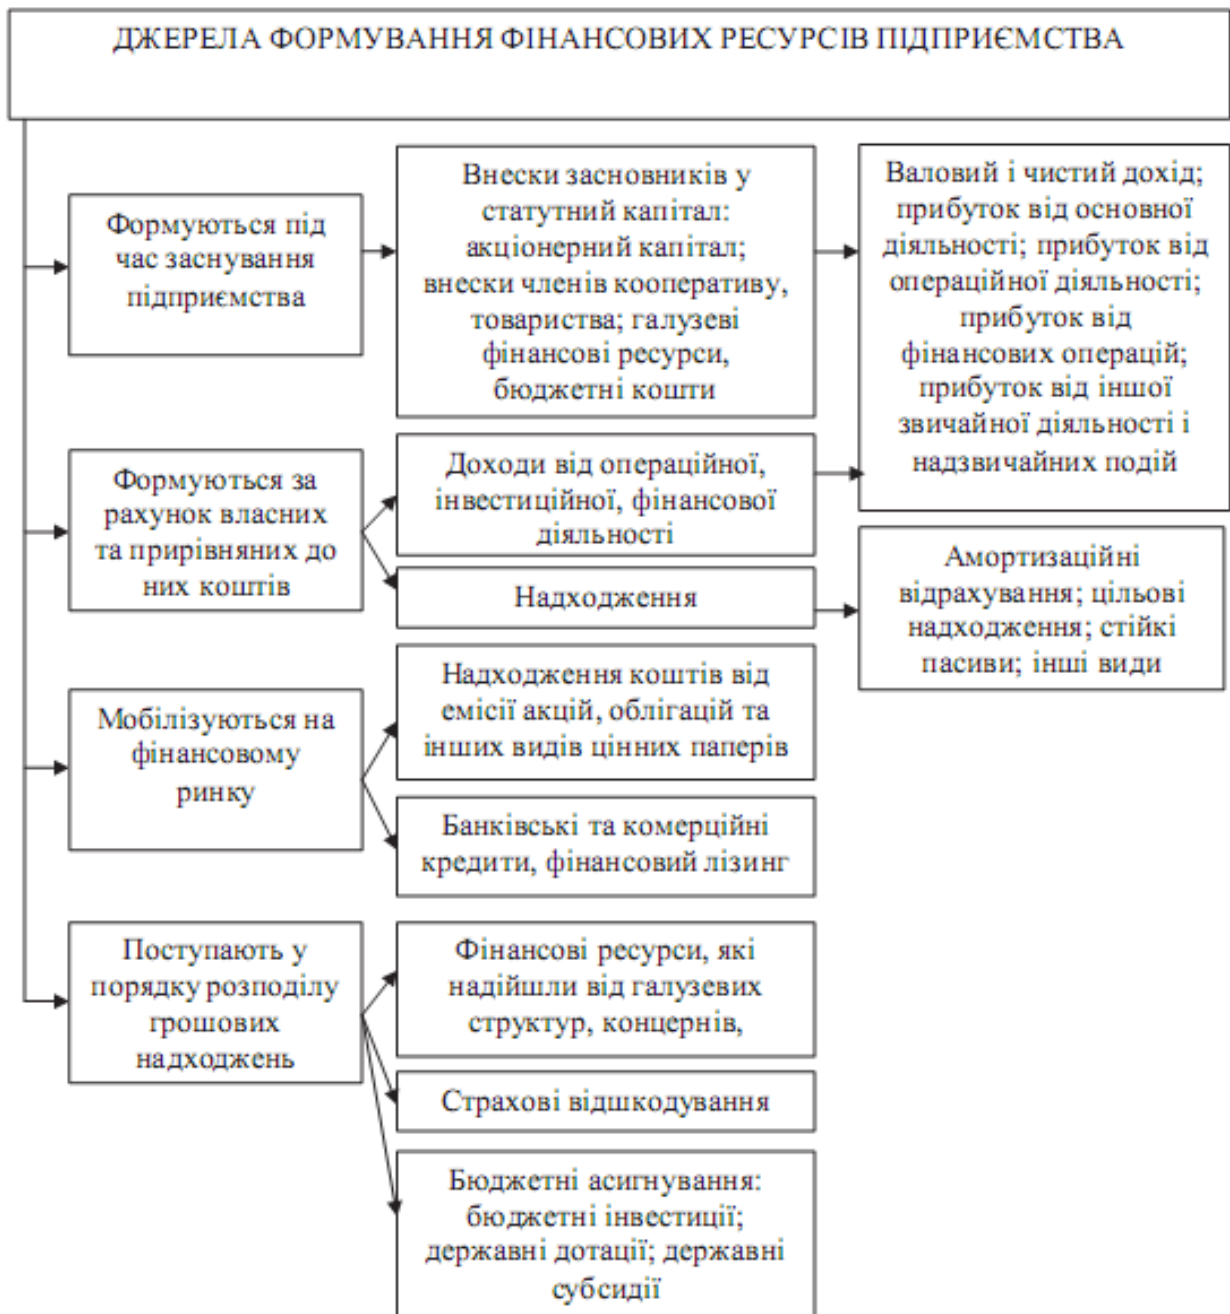 ДЖЕРЕЛА ФОРМУВАННЯ ФІНАНСОВИХ РЕСУРСІВ ПІДПРИЄМСТВА
Формуються під
час заснування
підприємства
Внески засновників у
статутний капітал:
акціонерний капітал;
внески членів кооперативу,
товариства; галузеві
фінансові ресурси,
бюджетні кошти
Валовий і чистий дохід;
прибуток від основної
діяльності; прибуток від
операційної діяльності;
прибуток від
фінансових операцій;
прибуток від іншої
звичайної діяльності і
надзвичайних подій
Формуються за
рахунок власних
та прирівняних до
них коштів
Доходи від операційної,
інвестиційної, фінансової
діяльності
Надходження
Амортизаційні
відрахування; цільові
надходження; стійкі
пасиви; інші види
Мобілізуються на
фінансовому
ринку
Надходження коштів від
емісії акцій, облігацій та
інших видів цінних паперів
Банківські та комерційні
кредити, фінансовий лізинг
Поступають у
порядку розподілу
грошових
надходжень
Фінансові ресурси, які
надійшли від галузевих
структур, концернів,
Страхові відшкодування
Бюджетні асигнування:
бюджетні інвестиції;
державні дотації; державні
субсидії